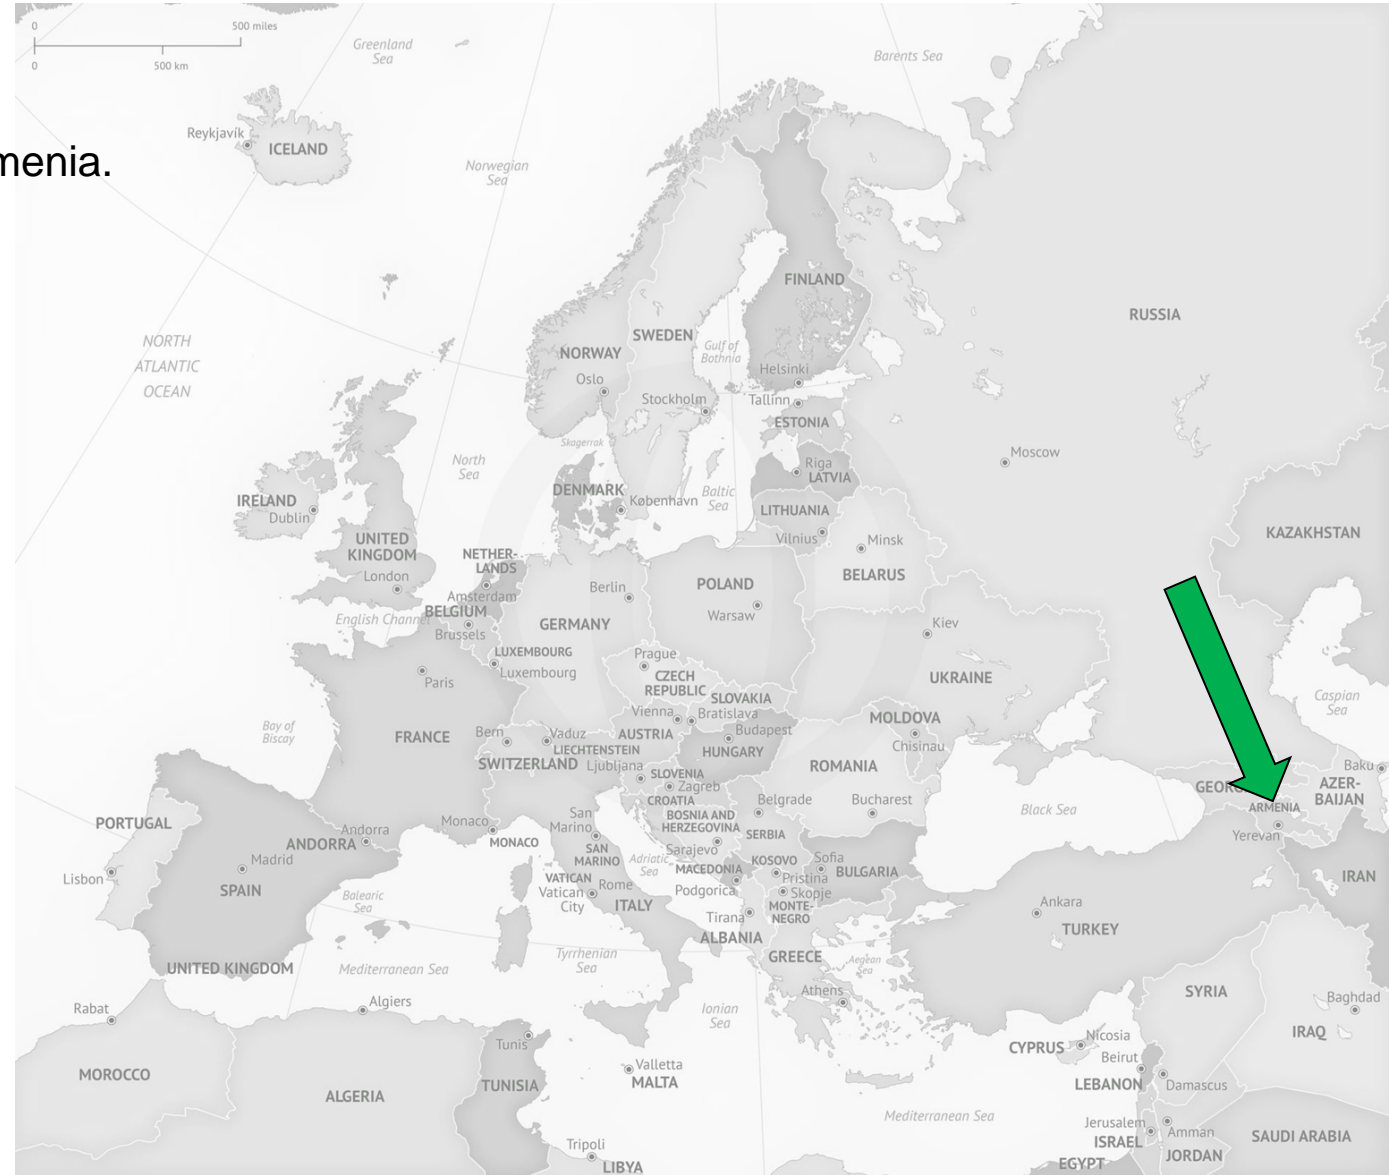 0
500 miles
0
500 km
Greenland
Sea
Barents Sea
Reykjavík
ICELAND
menia.
Norwegian
Sea
FINLAND
RUSSIA
NORTH
ATLANTIC
OCEAN
SWEDEN
NORWAY
Gulf of
Bothnia
Oslo
Helsinki
Stockholm
Tallinn
ESTONIA
Skagerrak
Moscow
North
Sea
Riga
LATVIA
DENMARK
København
Baltic
Sea
IRELAND
Dublin
LITHUANIA
Vilnius
UNITED
KINGDOM
London
Minsk
BELARUS
KAZAKHSTAN
NETHER-
LANDS
Amsterdam
Berlin
POLAND
Warsaw
English Channel
BELGIUM
Brussels
GERMANY
Kiev
UKRAINE
LUXEMBOURG
Luxembourg
Paris
Prague
CZECH
REPUBLIC
SLOVAKIA
Caspian
Sea
Bay of
Biscay
FRANCE
Bern
Vaduz
LIECHTENSTEIN
SWITZERLAND
Vienna
Bratislava
AUSTRIA
Budapest
HUNGARY
MOLDOVA
Chisinau
Ljubljana
SLOVENIA
Zagreb
CROATIA
ROMANIA
Baku
GEOR
AZER-
BAIJAN
PORTUGAL
Monaco
MONACO
San
Marino
SAN
MARINO
BOSNIA AND
HERZEGOVINA
Sarajevo
Belgrade
SERBIA
Bucharest
Black Sea
ARMENIA
Yerevan
Andorra
ANDORRA
Madrid
Lisbon
SPAIN
Adriatic
Sea
MACEDONIA
Podgorica
KOSOVO
Pristina
Skopje
MONTE-
NEGRO
Sofia
BULGARIA
IRAN
Balearic
Sea
VATICAN
Vatican
City
Rome
ITALY
Tirana
ALBANIA
Ankara
TURKEY
UNITED KINGDOM
Mediterranean Sea
Tyrrhenian
Sea
GREECE
Aegean
Sea
Athens
SYRIA
Baghdad
IRAQ
Rabat
Algiers
Ionian
Sea
Tunis
TUNISIA
Valletta
MALTA
CYPRUS
Nicosia
Beirut
LEBANON
Damascus
MOROCCO
ALGERIA
Mediterranean Sea
Jerusalem
ISRAEL
Amman
JORDAN
SAUDI ARABIA
Tripoli
LIBYA
EGYPT